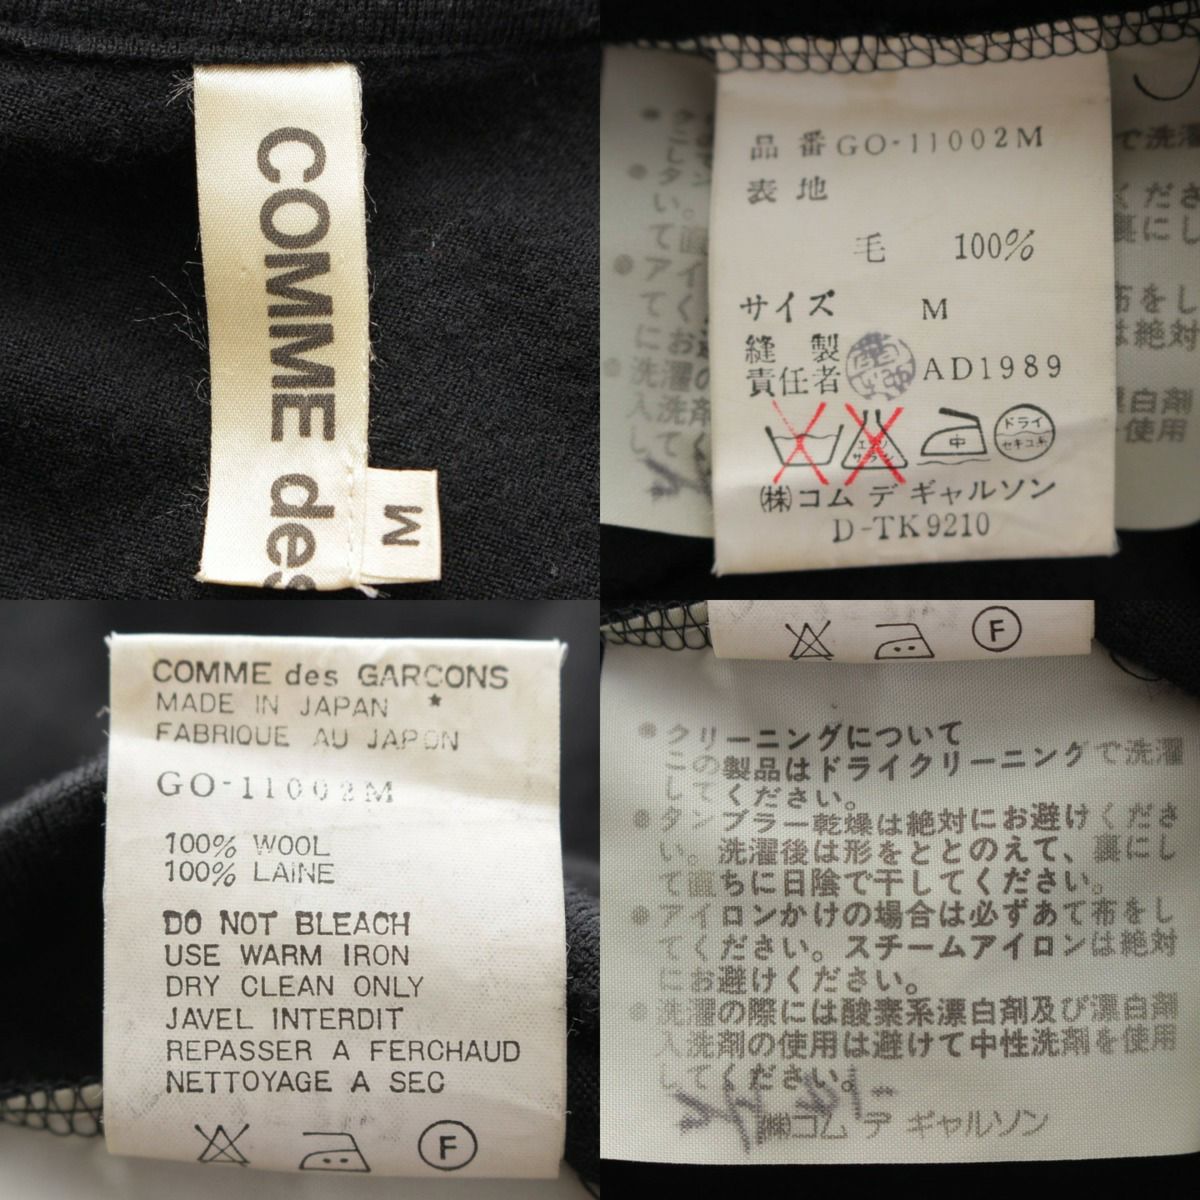 COMME des
M
品番 GO-11002M
表地
毛 100%
サイズ M
縫製
責任者 AD1989
エンソサラシ
中
ドライ
セキユ系
(株)コム デ ギャルソン
D-TK9210
COMME des GARCONS
MADE IN JAPAN
FABRIQUE AU JAPON
GO-11002M
100% WOOL
100% LAINE
DO NOT BLEACH
USE WARM IRON
DRY CLEAN ONLY
JAVEL INTERDIT
REPASSER A FERCHAUD
NETTOYAGE A SEC
F
F
●クリーニングについて
この製品はドライクリーニングで洗濯
してください。
●タンブラー乾燥は絶対にお避けくださ
い。洗濯後は形をととのえて、裏にし
て直ちに日陰で干してください。
●アイロンかけの場合は必ずあて布をし
てください。スチームアイロンは絶対
にお避けください。
●洗濯の際には酸素系漂白剤及び漂白剤
入洗剤の使用は避けて中性洗剤を使用
してください。
㈱コム デ ギャルソン